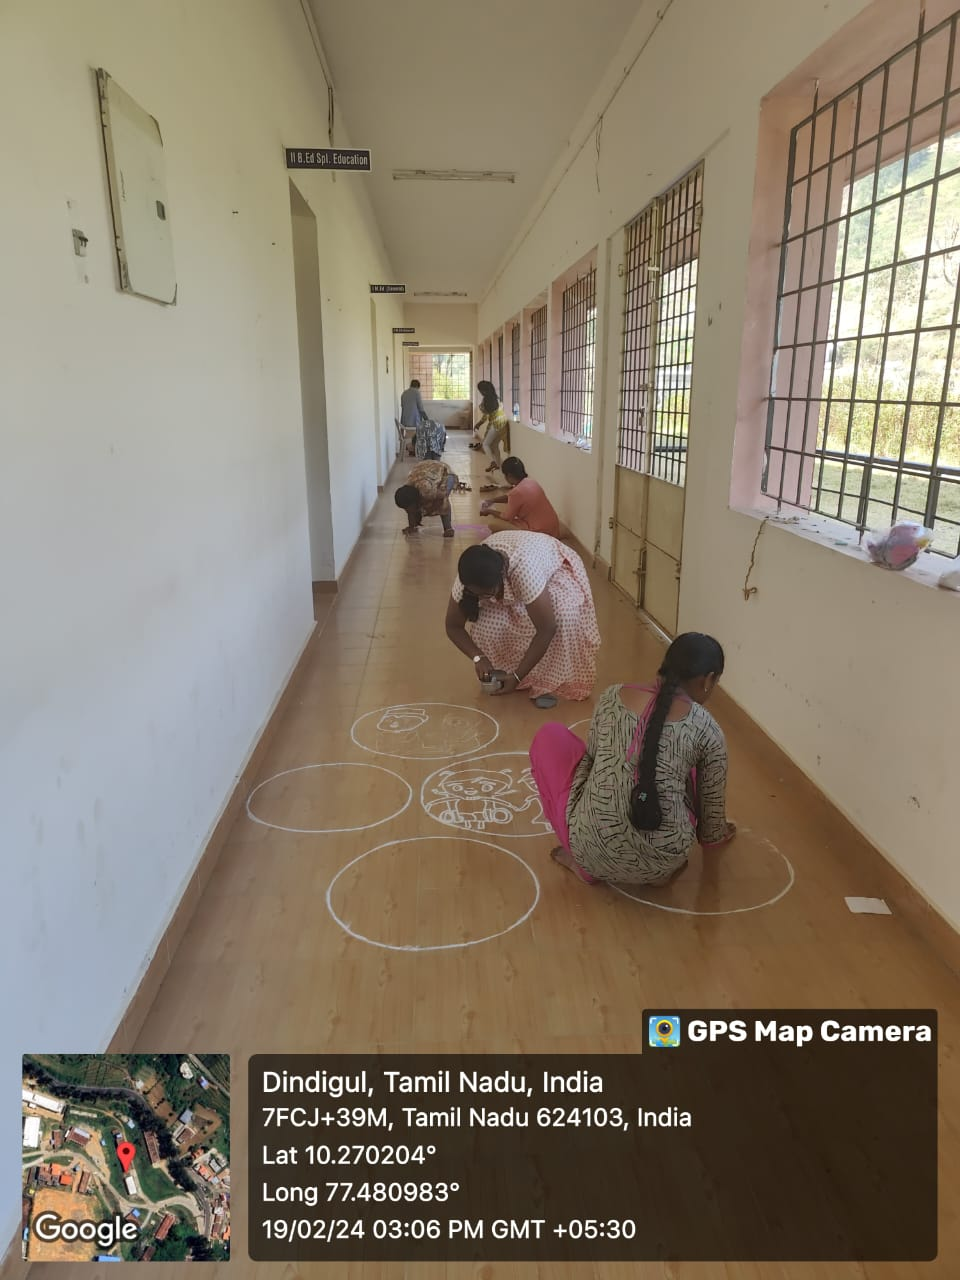 II B.Ed Spl. Education
GPS Map Camera
Dindigul, Tamil Nadu, India
7FCJ+39M, Tamil Nadu 624103, India
Lat 10.270204°
Long 77.480983°
19/02/24 03:06 PM GMT +05:30
Google